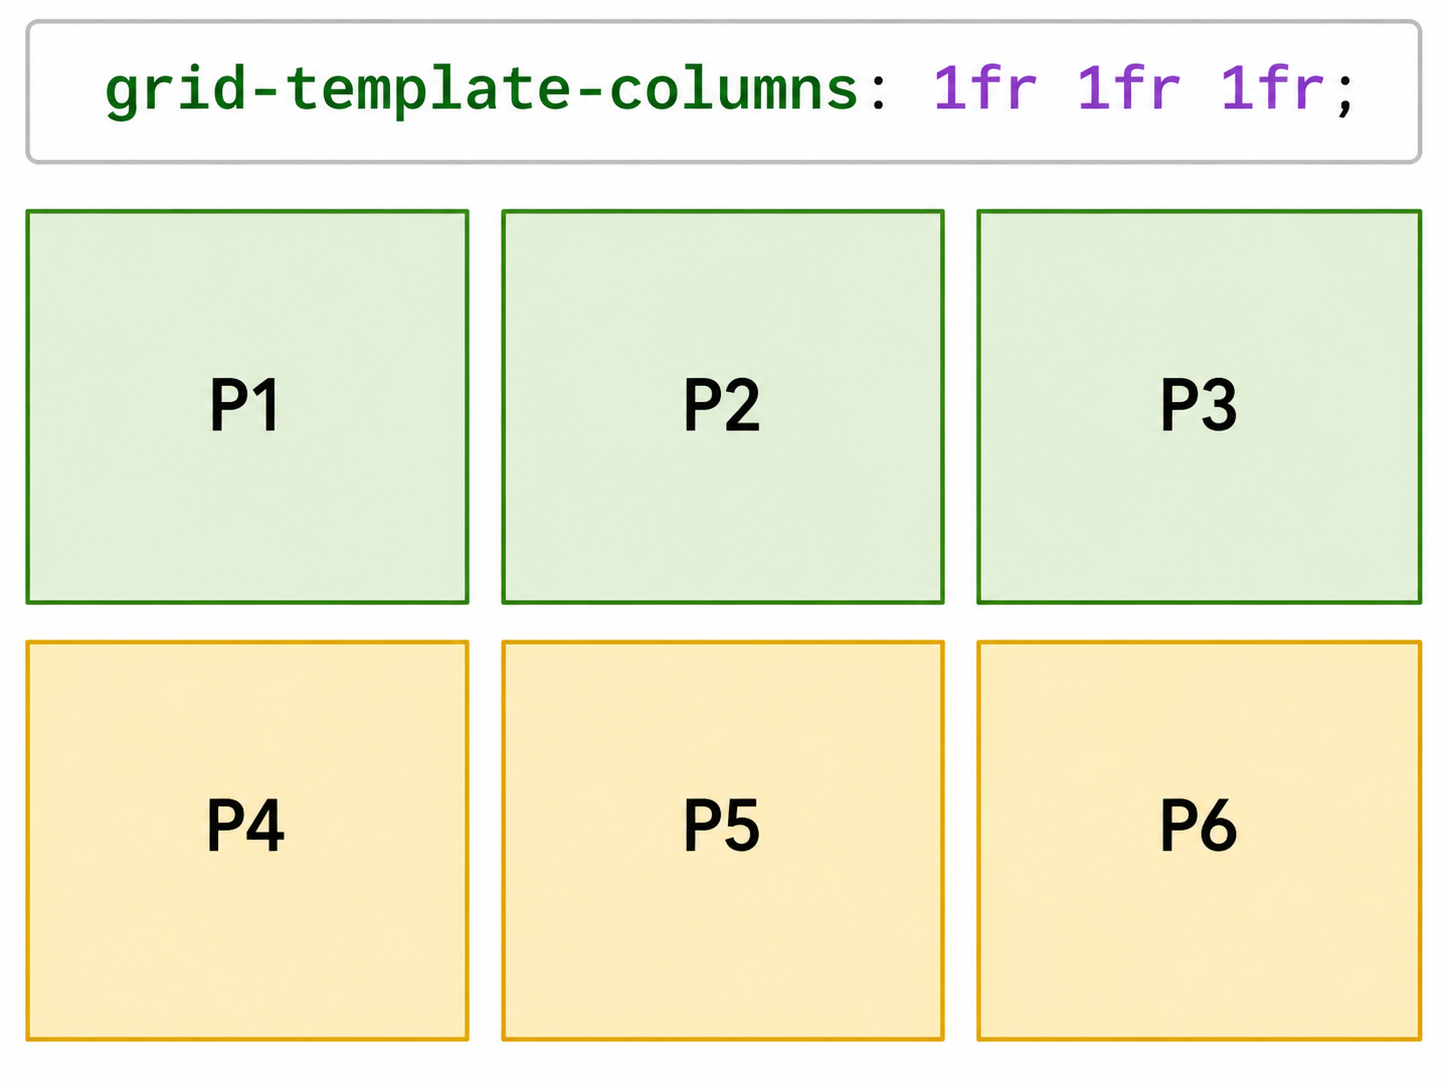 grid-template-columns: 1fr 1fr 1fr;
P1 P2 P3
P4 P5 P6